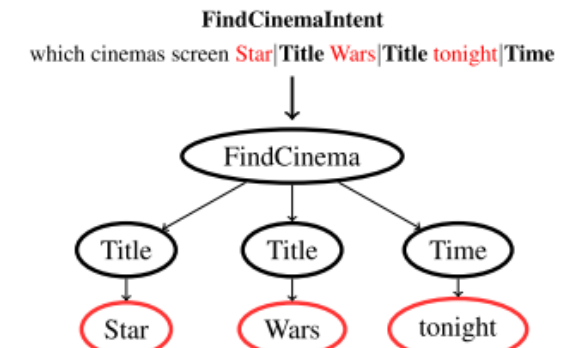 FindCinemaIntent
which cinemas screen Star|Title Wars|Title tonight|Time
FindCinema
Title Title Time
Star Wars tonight